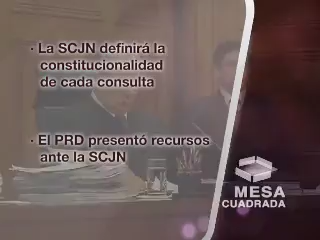 · La SCJN definirá la
constitucionalidad
de cada consulta
· El PRD presentó recursos
ante la SCJN
MESA
CUADRADA